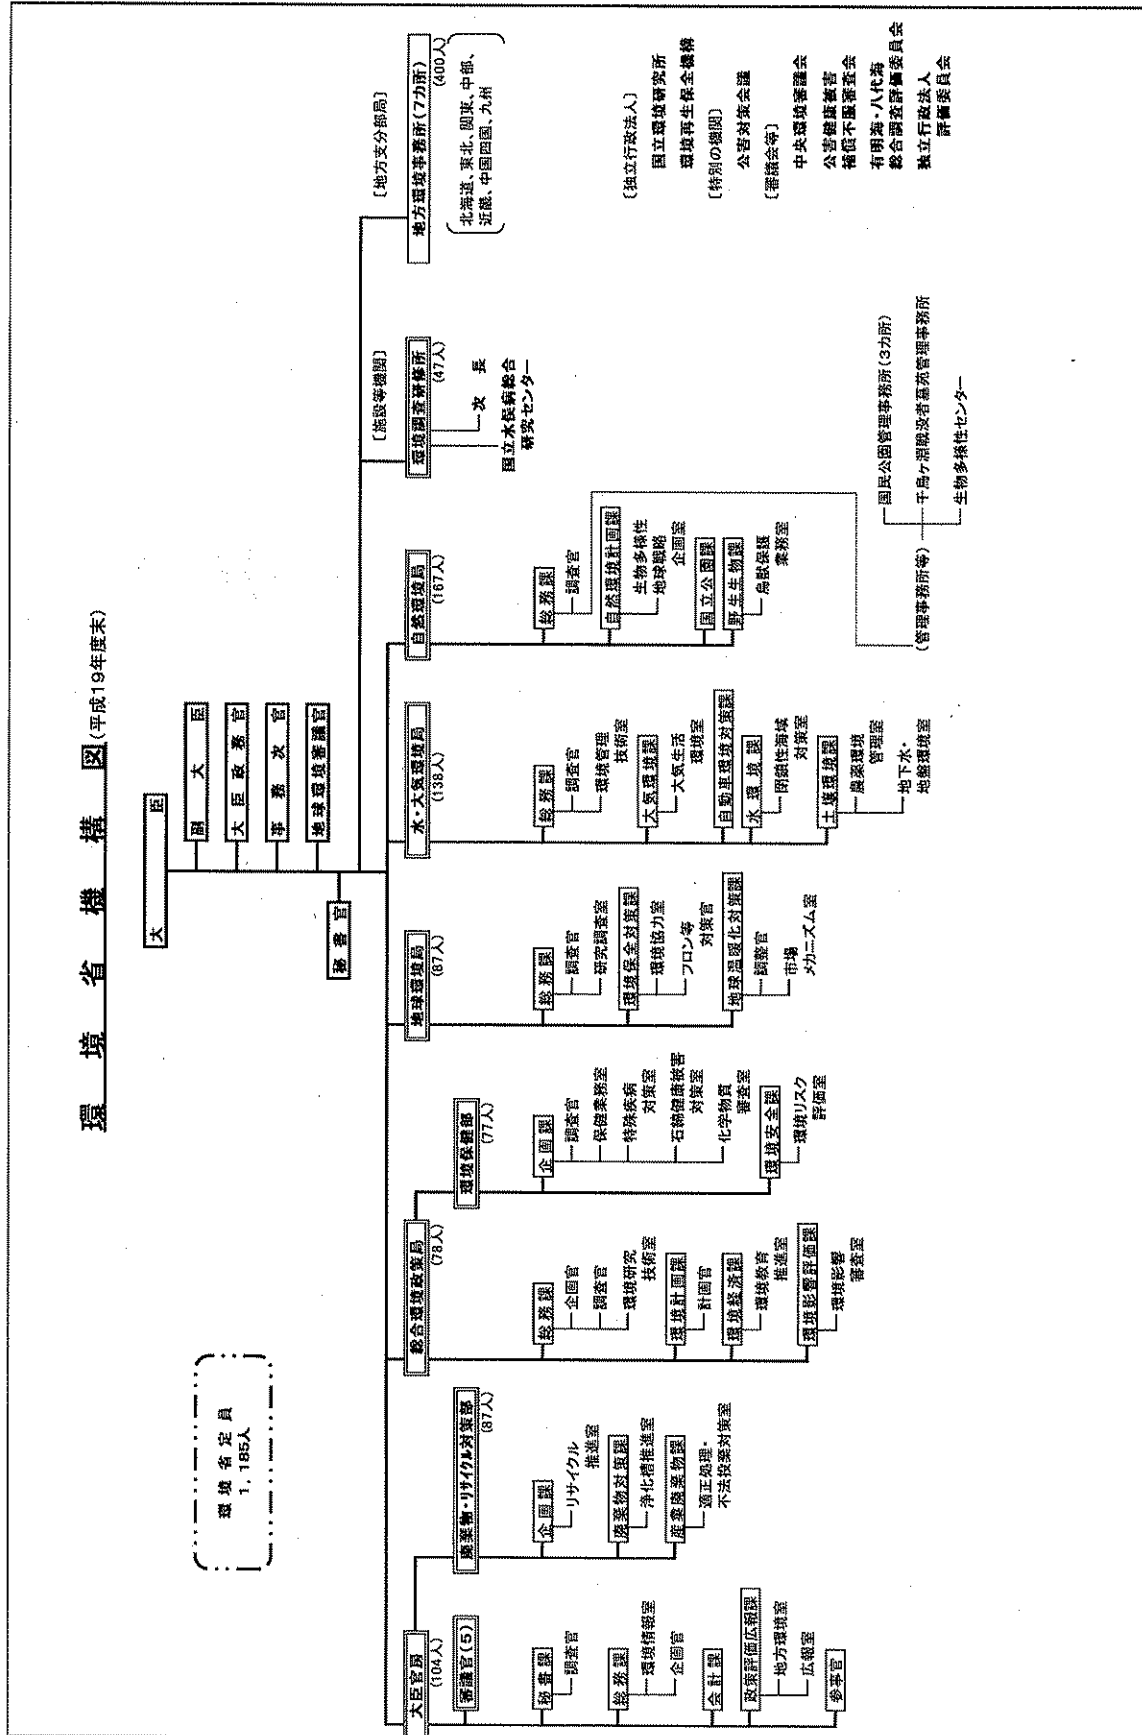 環境省機構図(平成19年度末)
環境省定員
1,185人
大臣
副大臣
大臣政務官
事務次官
地球環境審議官
秘書官
大臣官房
(104人)
審議官(5)
秘書課
調査官
総務課
環境情報室
企画官
会計課
政策評価広報課
地方環境室
広報室
参事官
廃棄物・リサイクル対策部
(87人)
企画課
リサイクル
推進室
廃棄物対策課
浄化槽推進室
産業廃棄物課
適正処理・
不法投棄対策室
総合環境政策局
(78人)
総務課
企画官
調査官
環境研究
技術室
環境計画課
計画官
環境経済課
環境教育
推進室
環境影響評価課
環境影響
審査室
環境保健部
(77人)
企画課
調査官
保健業務室
特殊疾病
対策室
石綿健康被害
対策室
化学物質
審査室
環境安全課
環境リスク
評価室
地球環境局
(87人)
総務課
調査官
研究調査室
環境保全対策課
環境協力室
フロン等
対策官
地球温暖化対策課
調整官
市場
メカニズム室
水・大気環境局
(138人)
総務課
調査官
環境管理
技術室
大気環境課
大気生活
環境室
自動車環境対策課
水環境課
閉鎖性海域
対策室
土壌環境課
農薬環境
管理室
地下水・
地盤環境室
自然環境局
(167人)
総務課
調査官
自然環境計画課
生物多様性
地球戦略
企画室
国立公園課
野生生物課
鳥獣保護
業務室
(管理事務所等)
国民公園管理事務所(3カ所)
千鳥ケ淵戦没者墓苑管理事務所
生物多様性センター
[施設等機関]
環境調査研修所
(47人)
次長
国立水俣病総合
研究センター
[地方支分部局]
地方環境事務所(7カ所)
(400人)
北海道、東北、関東、中部、
近畿、中国四国、九州
[独立行政法人]
国立環境研究所
環境再生保全機構
[特別の機関]
公害対策会議
[審議会等]
中央環境審議会
公害健康被害
補償不服審査会
有明海・八代海
総合調査評価委員会
独立行政法人
評価委員会